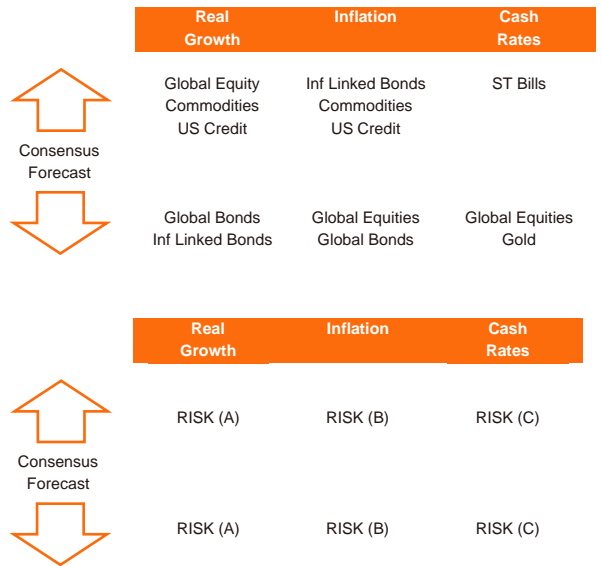 Real Growth Inflation Cash Rates
Global Equity Inf Linked Bonds ST Bills
Commodities Commodities
US Credit US Credit
Consensus
Forecast
Global Bonds Global Equities Global Equities
Inf Linked Bonds Global Bonds Gold
Real Growth Inflation Cash Rates
RISK (A) RISK (B) RISK (C)
Consensus
Forecast
RISK (A) RISK (B) RISK (C)